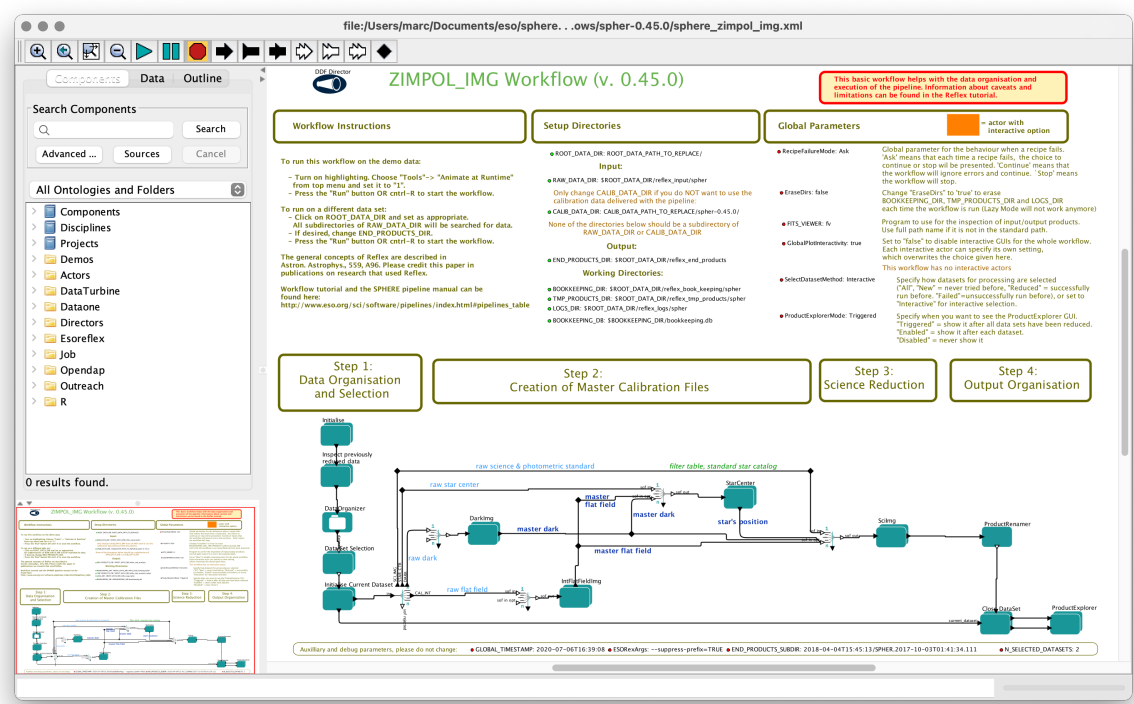 file:/Users/marc/Documents/eso/sphere. . .ows/spher-0.45.0/sphere_zimpol_img.xml
Components Data Outline
Search Components
Search
Advanced ... Sources Cancel
All Ontologies and Folders
Components
Disciplines
Projects
Demos
Actors
DataTurbine
Dataone
Directors
Esoreflex
Job
Opendap
Outreach
R
0 results found.
DDF Director
ZIMPOL_IMG Workflow (v. 0.45.0)
This basic workflow helps with the data organisation and
execution of the pipeline. Information about caveats and
limitations can be found in the Reflex tutorial.
Workflow Instructions
To run this workflow on the demo data:
- Turn on highlighting. Choose "Tools"-> "Animate at Runtime"
from top menu and set it to "1".
- Press the "Run" button OR cntrl-R to start the workflow.
To run on a different data set:
- Click on ROOT_DATA_DIR and set as appropriate.
All subdirectories of RAW_DATA_DIR will be searched for data.
- If desired, change END_PRODUCTS_DIR.
- Press the "Run" button OR cntrl-R to start the workflow.
The general concepts of Reflex are described in
Astron. Astrophys., 559, A96. Please credit this paper in
publications on research that used Reflex.
Workflow tutorial and the SPHERE pipeline manual can be
found here:
http://www.eso.org/sci/software/pipelines/index.html#pipelines_table
Setup Directories
ROOT_DATA_DIR: ROOT_DATA_PATH_TO_REPLACE/
Input:
RAW_DATA_DIR: $ROOT_DATA_DIR/reflex_input/spher
Only change CALIB_DATA_DIR if you do NOT want to use the
calibration data delivered with the pipeline:
CALIB_DATA_DIR: CALIB_DATA_PATH_TO_REPLACE/spher-0.45.0/
None of the directories below should be a subdirectory of
RAW_DATA_DIR or CALIB_DATA_DIR
Output:
END_PRODUCTS_DIR: $ROOT_DATA_DIR/reflex_end_products
Working Directories:
BOOKKEEPING_DIR: $ROOT_DATA_DIR/reflex_book_keeping/spher
TMP_PRODUCTS_DIR: $ROOT_DATA_DIR/reflex_tmp_products/spher
LOGS_DIR: $ROOT_DATA_DIR/reflex_logs/spher
BOOKKEEPING_DB: $BOOKKEEPING_DIR/bookkeeping.db
Global Parameters
= actor with
interactive option
RecipeFailureMode: Ask
Global parameter for the behaviour when a recipe fails.
'Ask' means that each time a recipe fails, the choice to
continue or stop wil be presented. 'Continue' means that
the workflow will ignore errors and continue. ' Stop' means
the workflow will stop.
EraseDirs: false
Change "EraseDirs" to 'true' to erase
BOOKKEEPING_DIR, TMP_PRODUCTS_DIR and LOGS_DIR
each time the workflow is run (Lazy Mode will not work anymore)
FITS_VIEWER: fv
Program to use for the inspection of input/output products.
Use full path name if it is not in the standard path.
GlobalPlotInteractivity: true
Set to "false" to disable interactive GUIs for the whole workflow.
Each interactive actor can specify its own setting,
which overwrites the choice given here.
This workflow has no interactive actors
SelectDatasetMethod: Interactive
Specify how datasets for processing are selected
("All", "New" = never tried before, "Reduced" = successfully
run before. "Failed"=unsuccessfully run before), or set to
"Interactive" for interactive selection.
ProductExplorerMode: Triggered
Specify when you want to see the ProductExplorer GUI.
"Triggered" = show it after all data sets have been reduced.
"Enabled" = show it after each dataset.
"Disabled" = never show it
Step 1:
Data Organisation
and Selection
Step 2:
Creation of Master Calibration Files
Step 3:
Science Reduction
Step 4:
Output Organisation
Initialise
Inspect previously
reduced data
DataOrganizer
DataSet Selection
Initialise Current Dataset
raw science & photometric standard
filter table, standard star catalog
raw star center
sof in
sof out
StarCenter
master
flat field
master dark
star's position
DarkImg
master dark
master flat field
raw dark
SciImg
ProductRenamer
raw flat field
CAL_INT
sof in
sof in opt
sof out
IntFlatfieldImg
current_dataset
CloseDataSet
ProductExplorer
Auxilliary and debug parameters, please do not change:
GLOBAL_TIMESTAMP: 2020-07-06T16:39:08
ESORexArgs: --suppress-prefix=TRUE
END_PRODUCTS_SUBDIR: 2018-04-04T15:45:13/SPHER.2017-10-03T01:41:34.111
N_SELECTED_DATASETS: 2
ZIMPOL_IMG Workflow (v. 0.45.0)